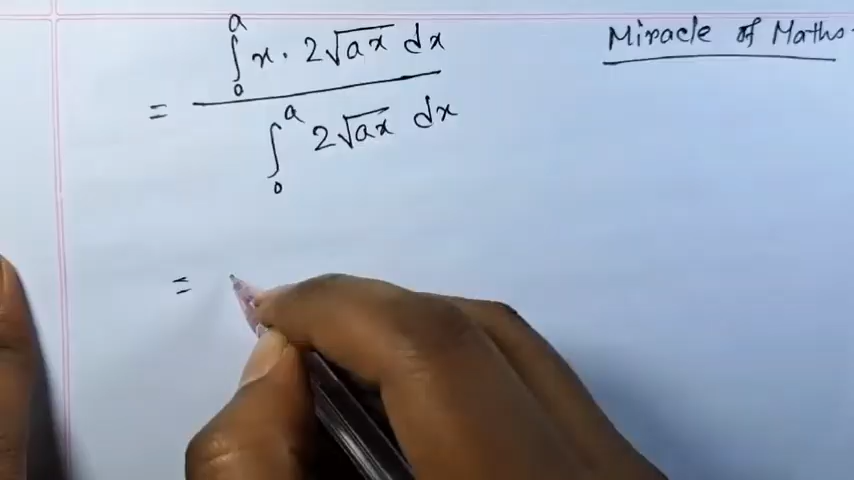 Miracle of Maths.
= ∫₀ᵃ x · 2√(ax) dx
∫₀ᵃ 2√(ax) dx
=